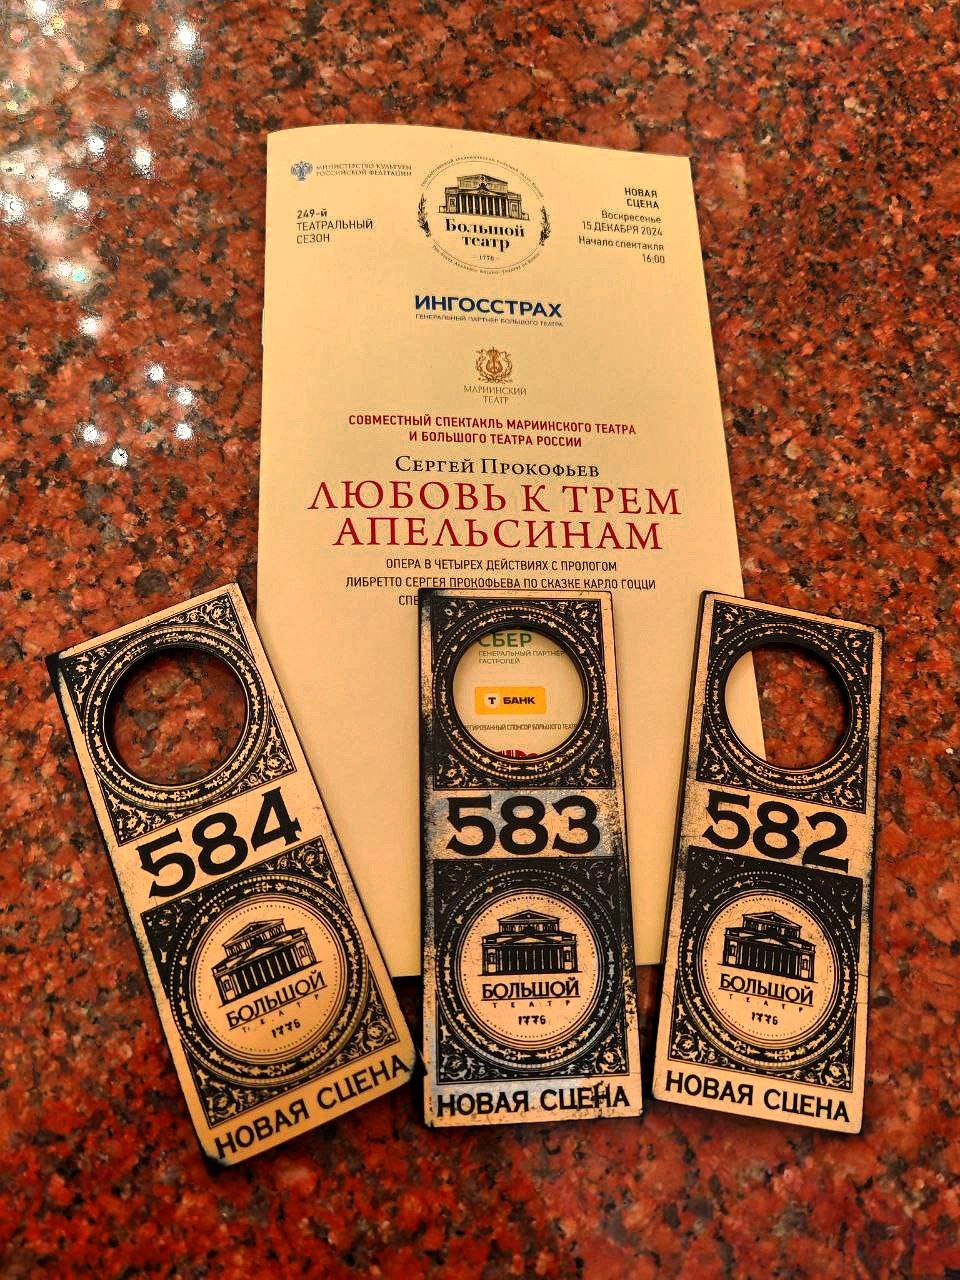 МИНИСТЕРСТВО КУЛЬТУРЫ
РОССИЙСКОЙ ФЕДЕРАЦИИ
249-й
ТЕАТРАЛЬНЫЙ
СЕЗОН
Большой
театр
1776
НОВАЯ
СЦЕНА
Воскресенье
15 ДЕКАБРЯ 2024
Начало спектакля
16:00
ИНГОССТРАХ
ГЕНЕРАЛЬНЫЙ ПАРТНЕР БОЛЬШОГО ТЕАТРА
МАРИИНСКИЙ
ТЕАТР
СОВМЕСТНЫЙ СПЕКТАКЛЬ МАРИИНСКОГО ТЕАТРА
И БОЛЬШОГО ТЕАТРА РОССИИ
СЕРГЕЙ ПРОКОФЬЕВ
ЛЮБОВЬ К ТРЕМ
АПЕЛЬСИНАМ
ОПЕРА В ЧЕТЫРЕХ ДЕЙСТВИЯХ С ПРОЛОГОМ
ЛИБРЕТТО СЕРГЕЯ ПРОКОФЬЕВА ПО СКАЗКЕ КАРЛО ГОЦЦИ
СПЕ
СБЕР
ГЕНЕРАЛЬНЫЙ ПАРТНЕР
ГАСТРОЛЕЙ
Т БАНК
584
БОЛЬШОЙ
ТЕАТР
1776
НОВАЯ СЦЕНА
583
БОЛЬШОЙ
ТЕАТР
1776
НОВАЯ СЦЕНА
582
БОЛЬШОЙ
ТЕАТР
1776
НОВАЯ СЦЕНА